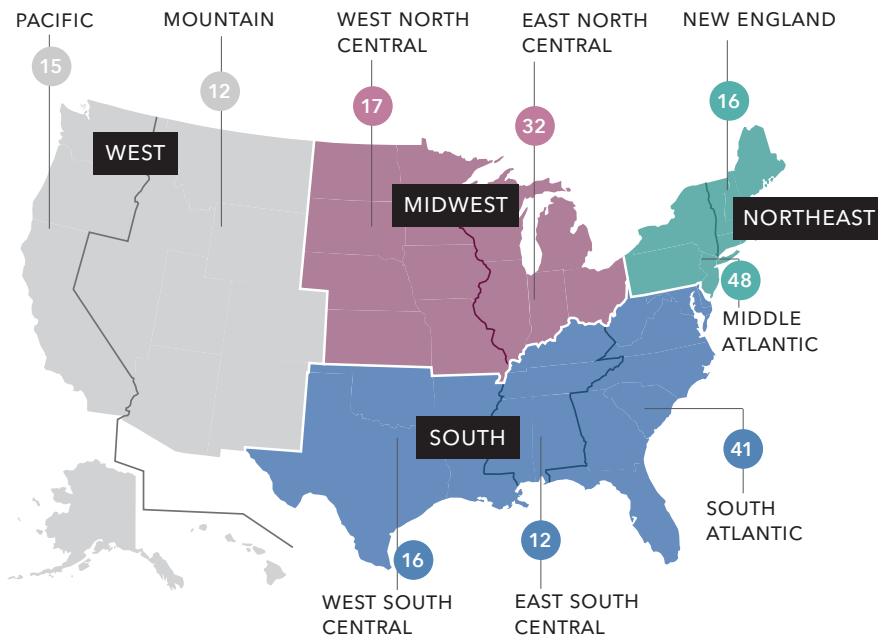 PACIFIC
15
MOUNTAIN
12
WEST NORTH
CENTRAL
17
EAST NORTH
CENTRAL
32
NEW ENGLAND
16
WEST
MIDWEST
NORTHEAST
48
MIDDLE
ATLANTIC
SOUTH
41
SOUTH
ATLANTIC
16
WEST SOUTH
CENTRAL
12
EAST SOUTH
CENTRAL